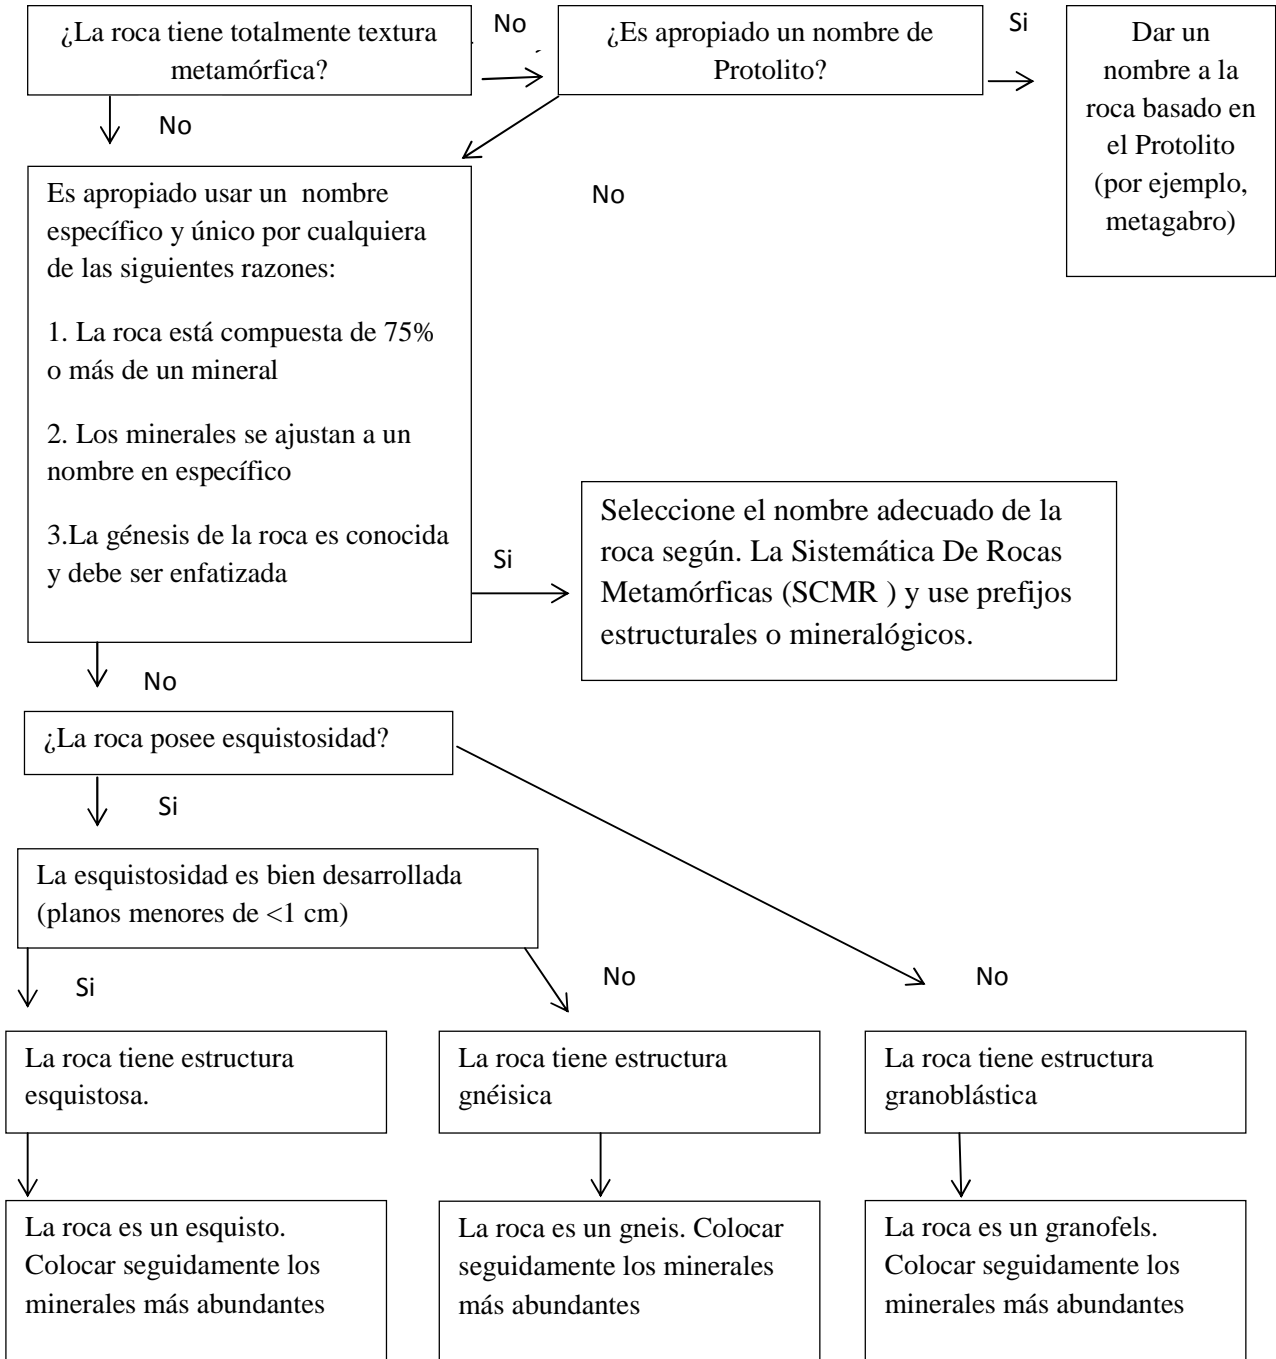 ¿La roca tiene totalmente textura
metamórfica?
No
¿Es apropiado un nombre de
Protolito?
Si
Dar un
nombre a la
roca basado en
el Protolito
(por ejemplo,
metagabro)
No
No
Es apropiado usar un nombre
específico y único por cualquiera
de las siguientes razones:
1. La roca está compuesta de 75%
o más de un mineral
2. Los minerales se ajustan a un
nombre en específico
3.La génesis de la roca es conocida
y debe ser enfatizada
Si
Seleccione el nombre adecuado de la
roca según. La Sistemática De Rocas
Metamórficas (SCMR ) y use prefijos
estructurales o mineralógicos.
No
¿La roca posee esquistosidad?
Si
La esquistosidad es bien desarrollada
(planos menores de <1 cm)
Si
No
No
La roca tiene estructura
esquistosa.
La roca tiene estructura
gnéisica
La roca tiene estructura
granoblástica
La roca es un esquisto.
Colocar seguidamente los
minerales más abundantes
La roca es un gneis. Colocar
seguidamente los minerales
más abundantes
La roca es un granofels.
Colocar seguidamente los
minerales más abundantes